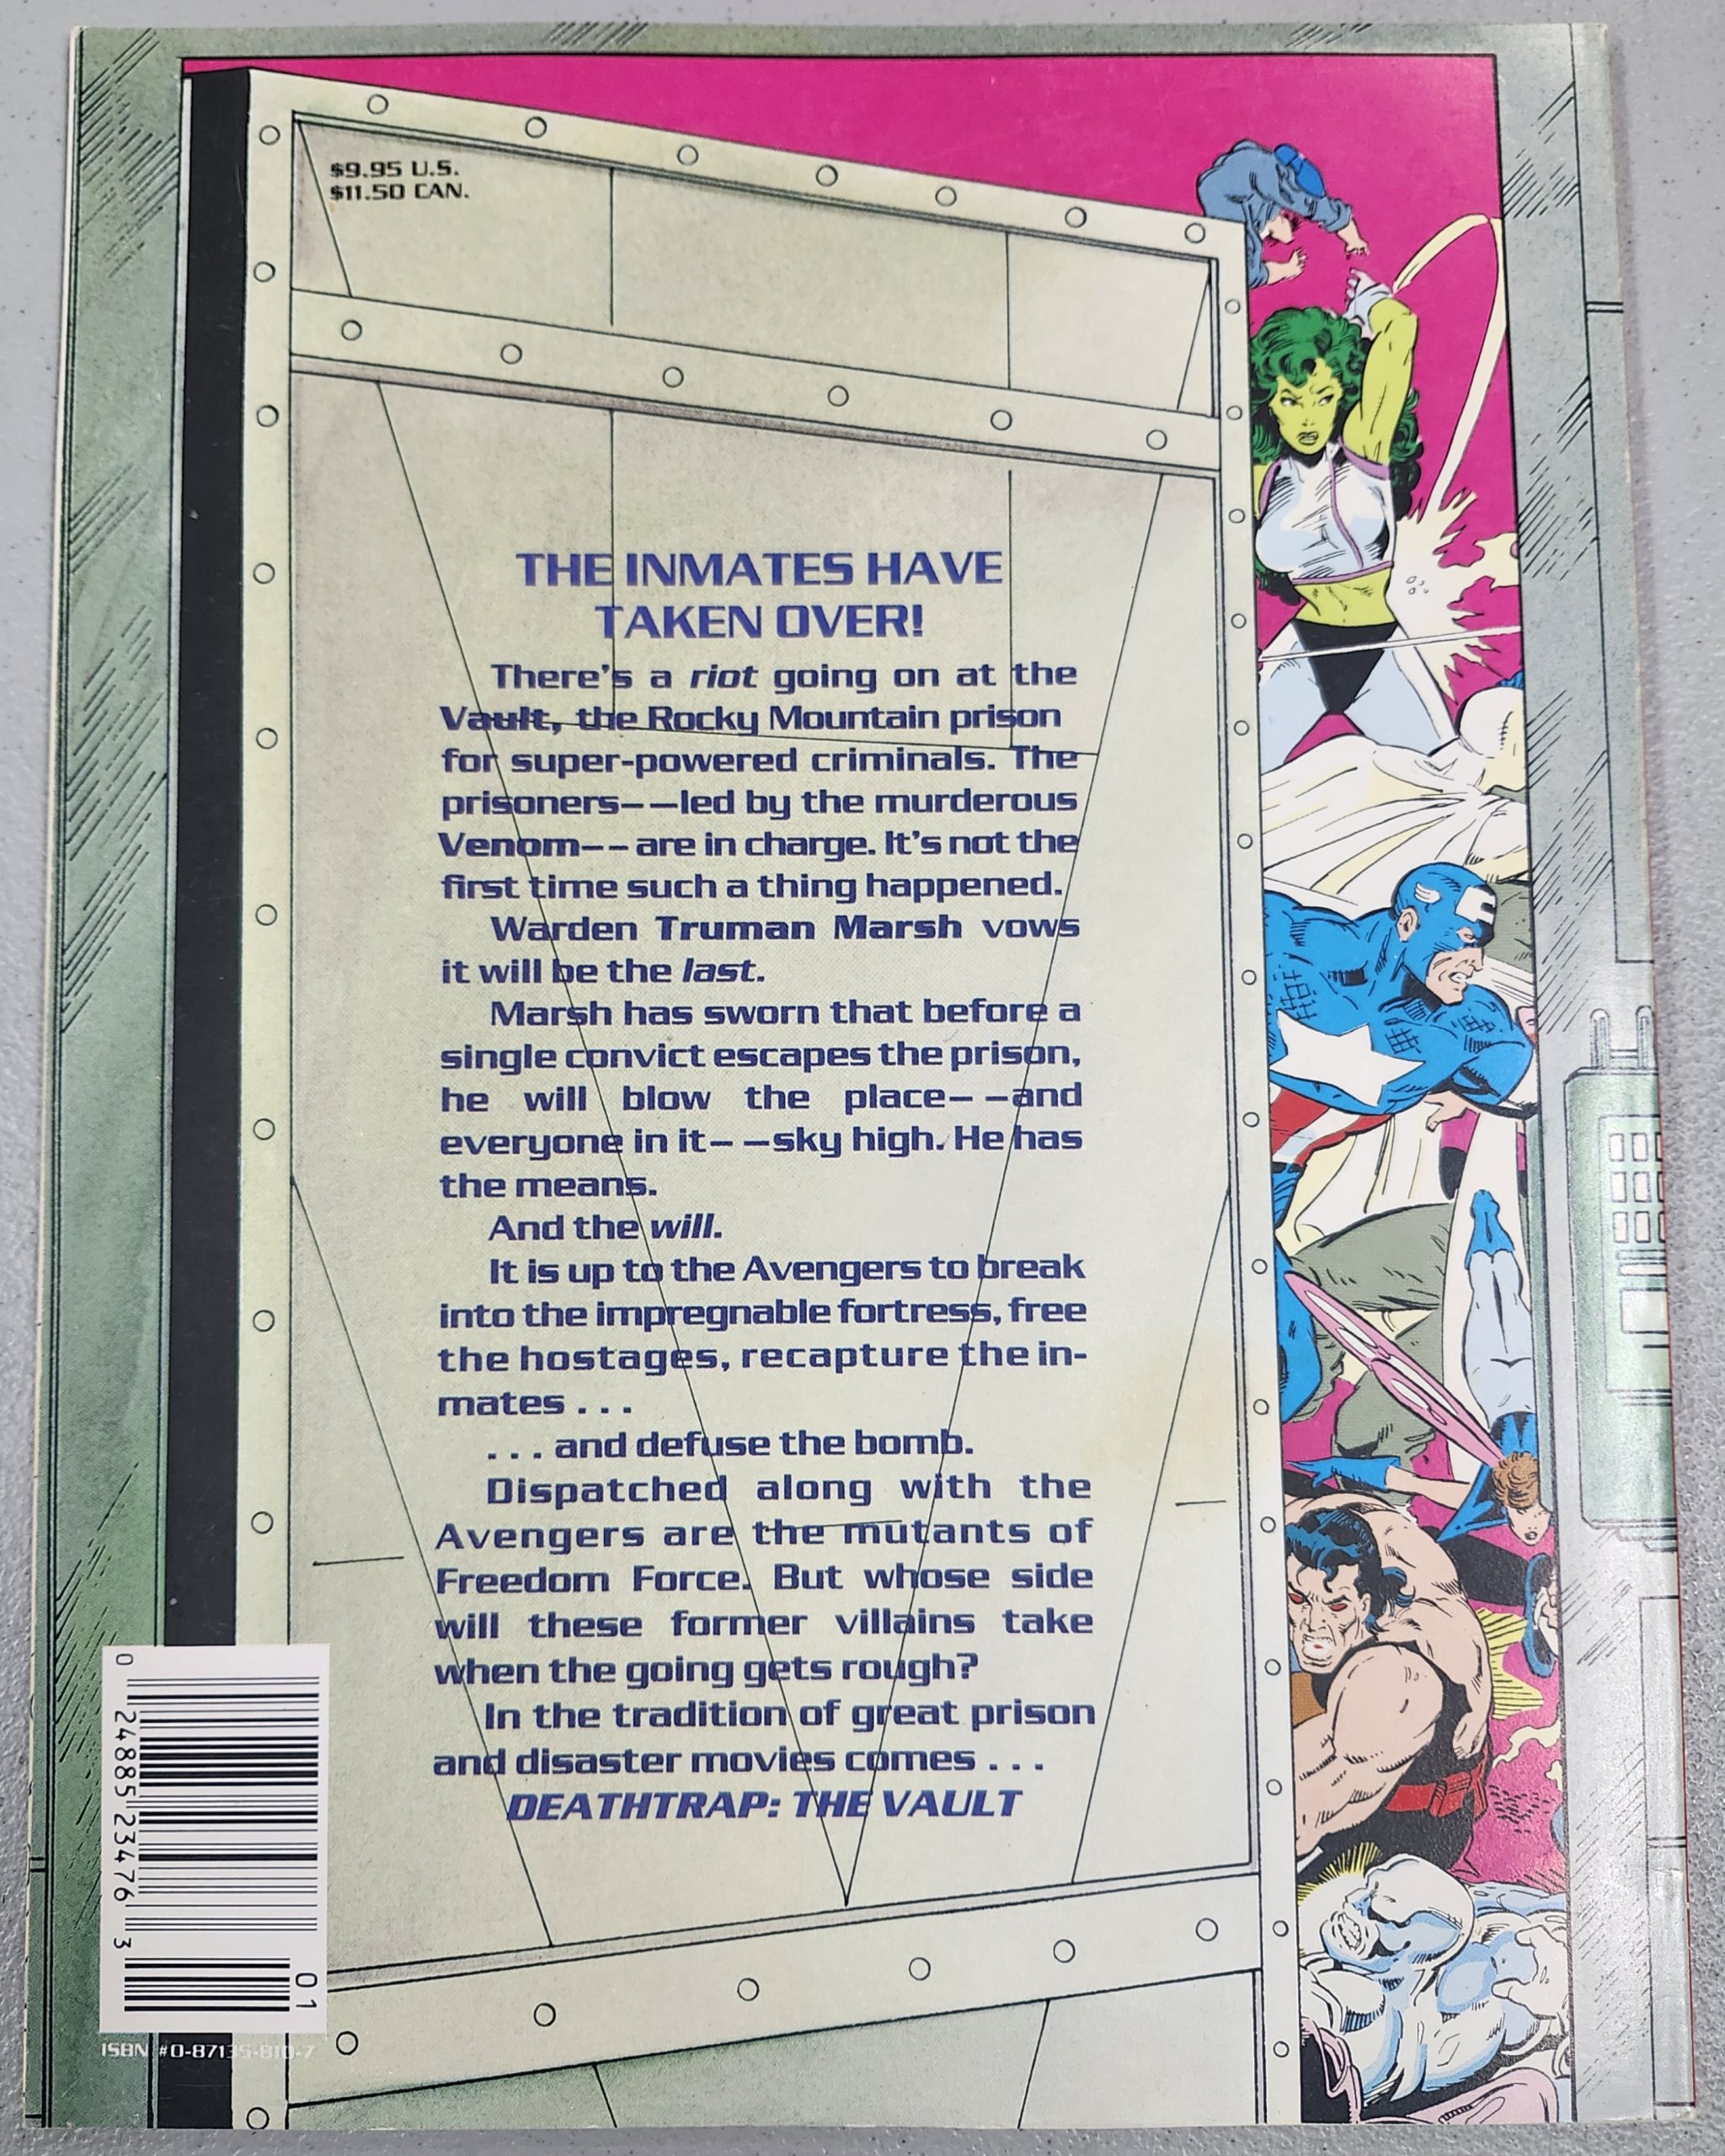 $9.95 U.S.
$11.50 CAN.
THE INMATES HAVE
TAKEN OVER!
There's a riot going on at the
Vault, the Rocky Mountain prison
for super-powered criminals. The
prisoners--led by the murderous
Venom-- are in charge. It's not the
first time such a thing happened.
Warden Truman Marsh vows
it will be the last.
Marsh has sworn that before a
single convict escapes the prison,
he will blow the place--and
everyone in it--sky high. He has
the means.
And the will.
It is up to the Avengers to break
into the impregnable fortress, free
the hostages, recapture the in-
mates . . .
. . . and defuse the bomb.
Dispatched along with the
Avengers are the mutants of
Freedom Force. But whose side
will these former villains take
when the going gets rough?
In the tradition of great prison
and disaster movies comes . . .
DEATHTRAP: THE VAULT
0 24885 23476 3
01
ISBN #0-87135-810-7